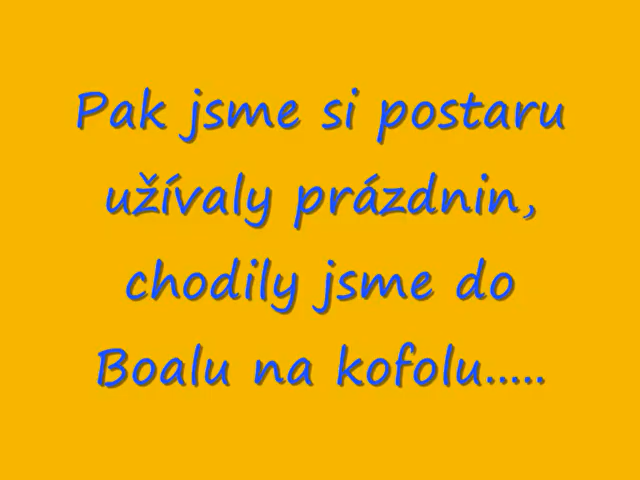 Pak jsme si postaru
užívaly prázdnin,
chodily jsme do
Boalu na kofolu.....